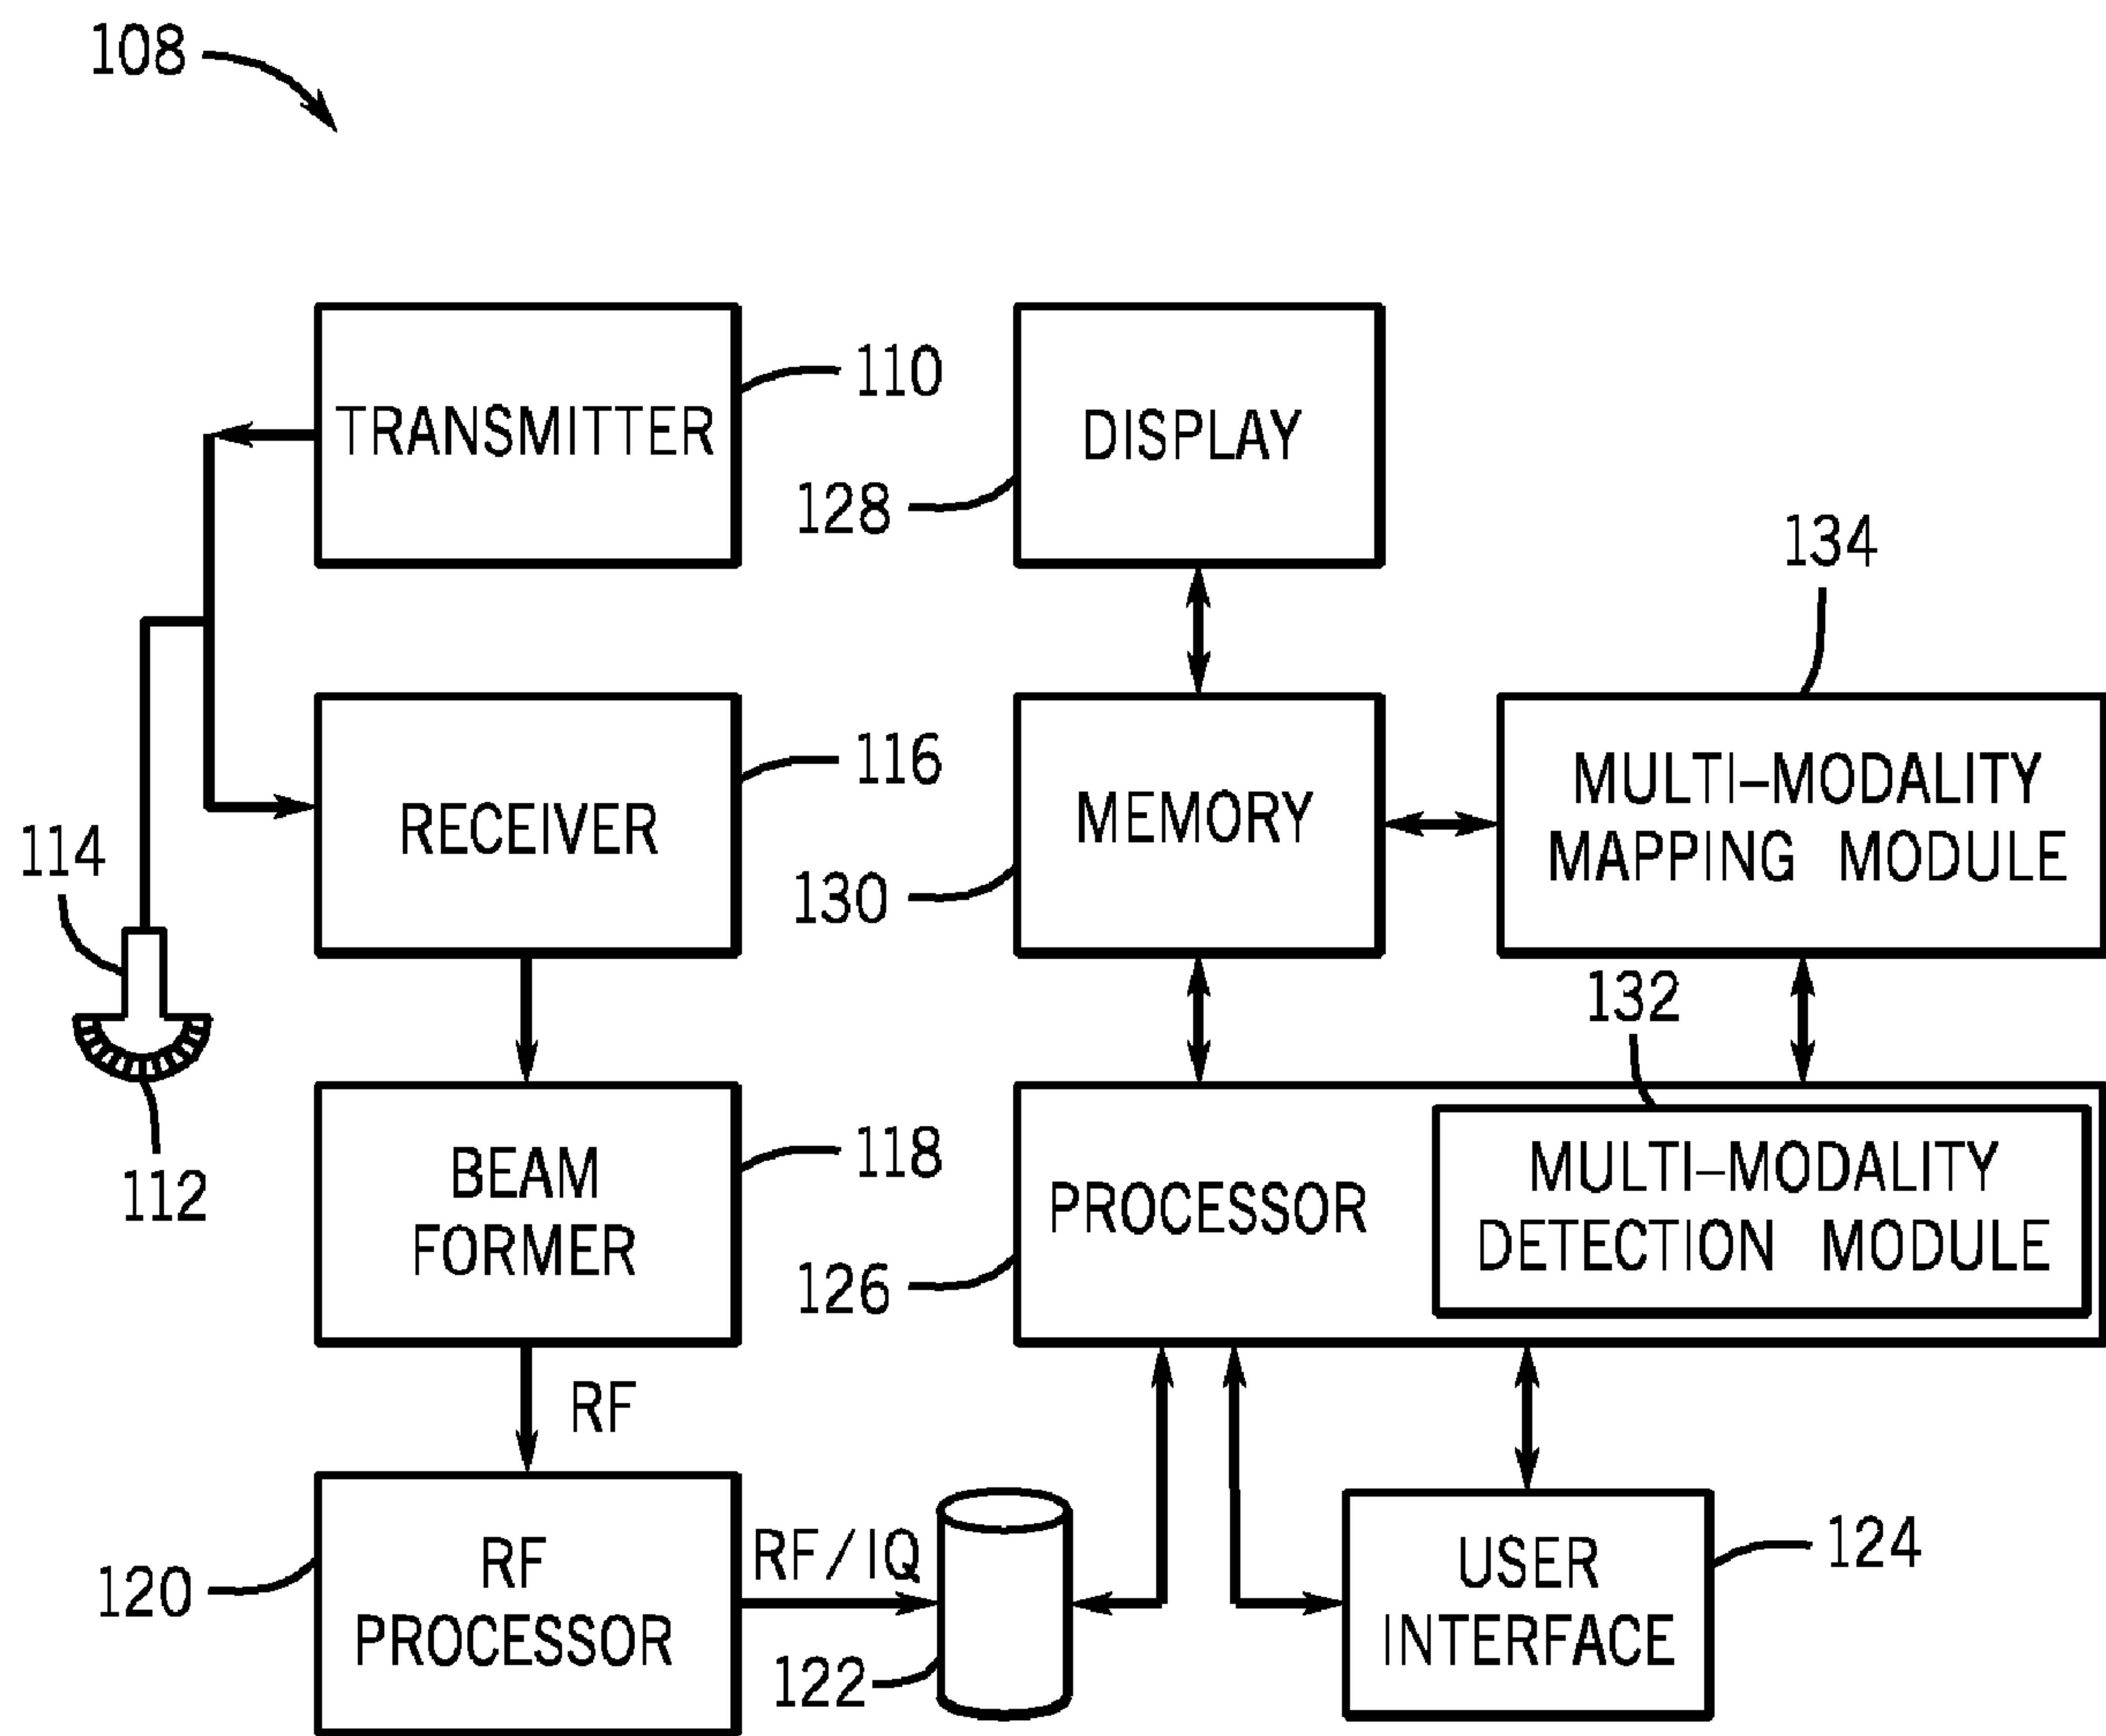 108
TRANSMITTER
110
DISPLAY
128
134
RECEIVER
116
MEMORY
130
MULTI-MODALITY
MAPPING MODULE
114
112
132
BEAM
FORMER
118
PROCESSOR
126
MULTI-MODALITY
DETECTION MODULE
RF
RF
PROCESSOR
120
RF/IQ
122
USER
INTERFACE
124